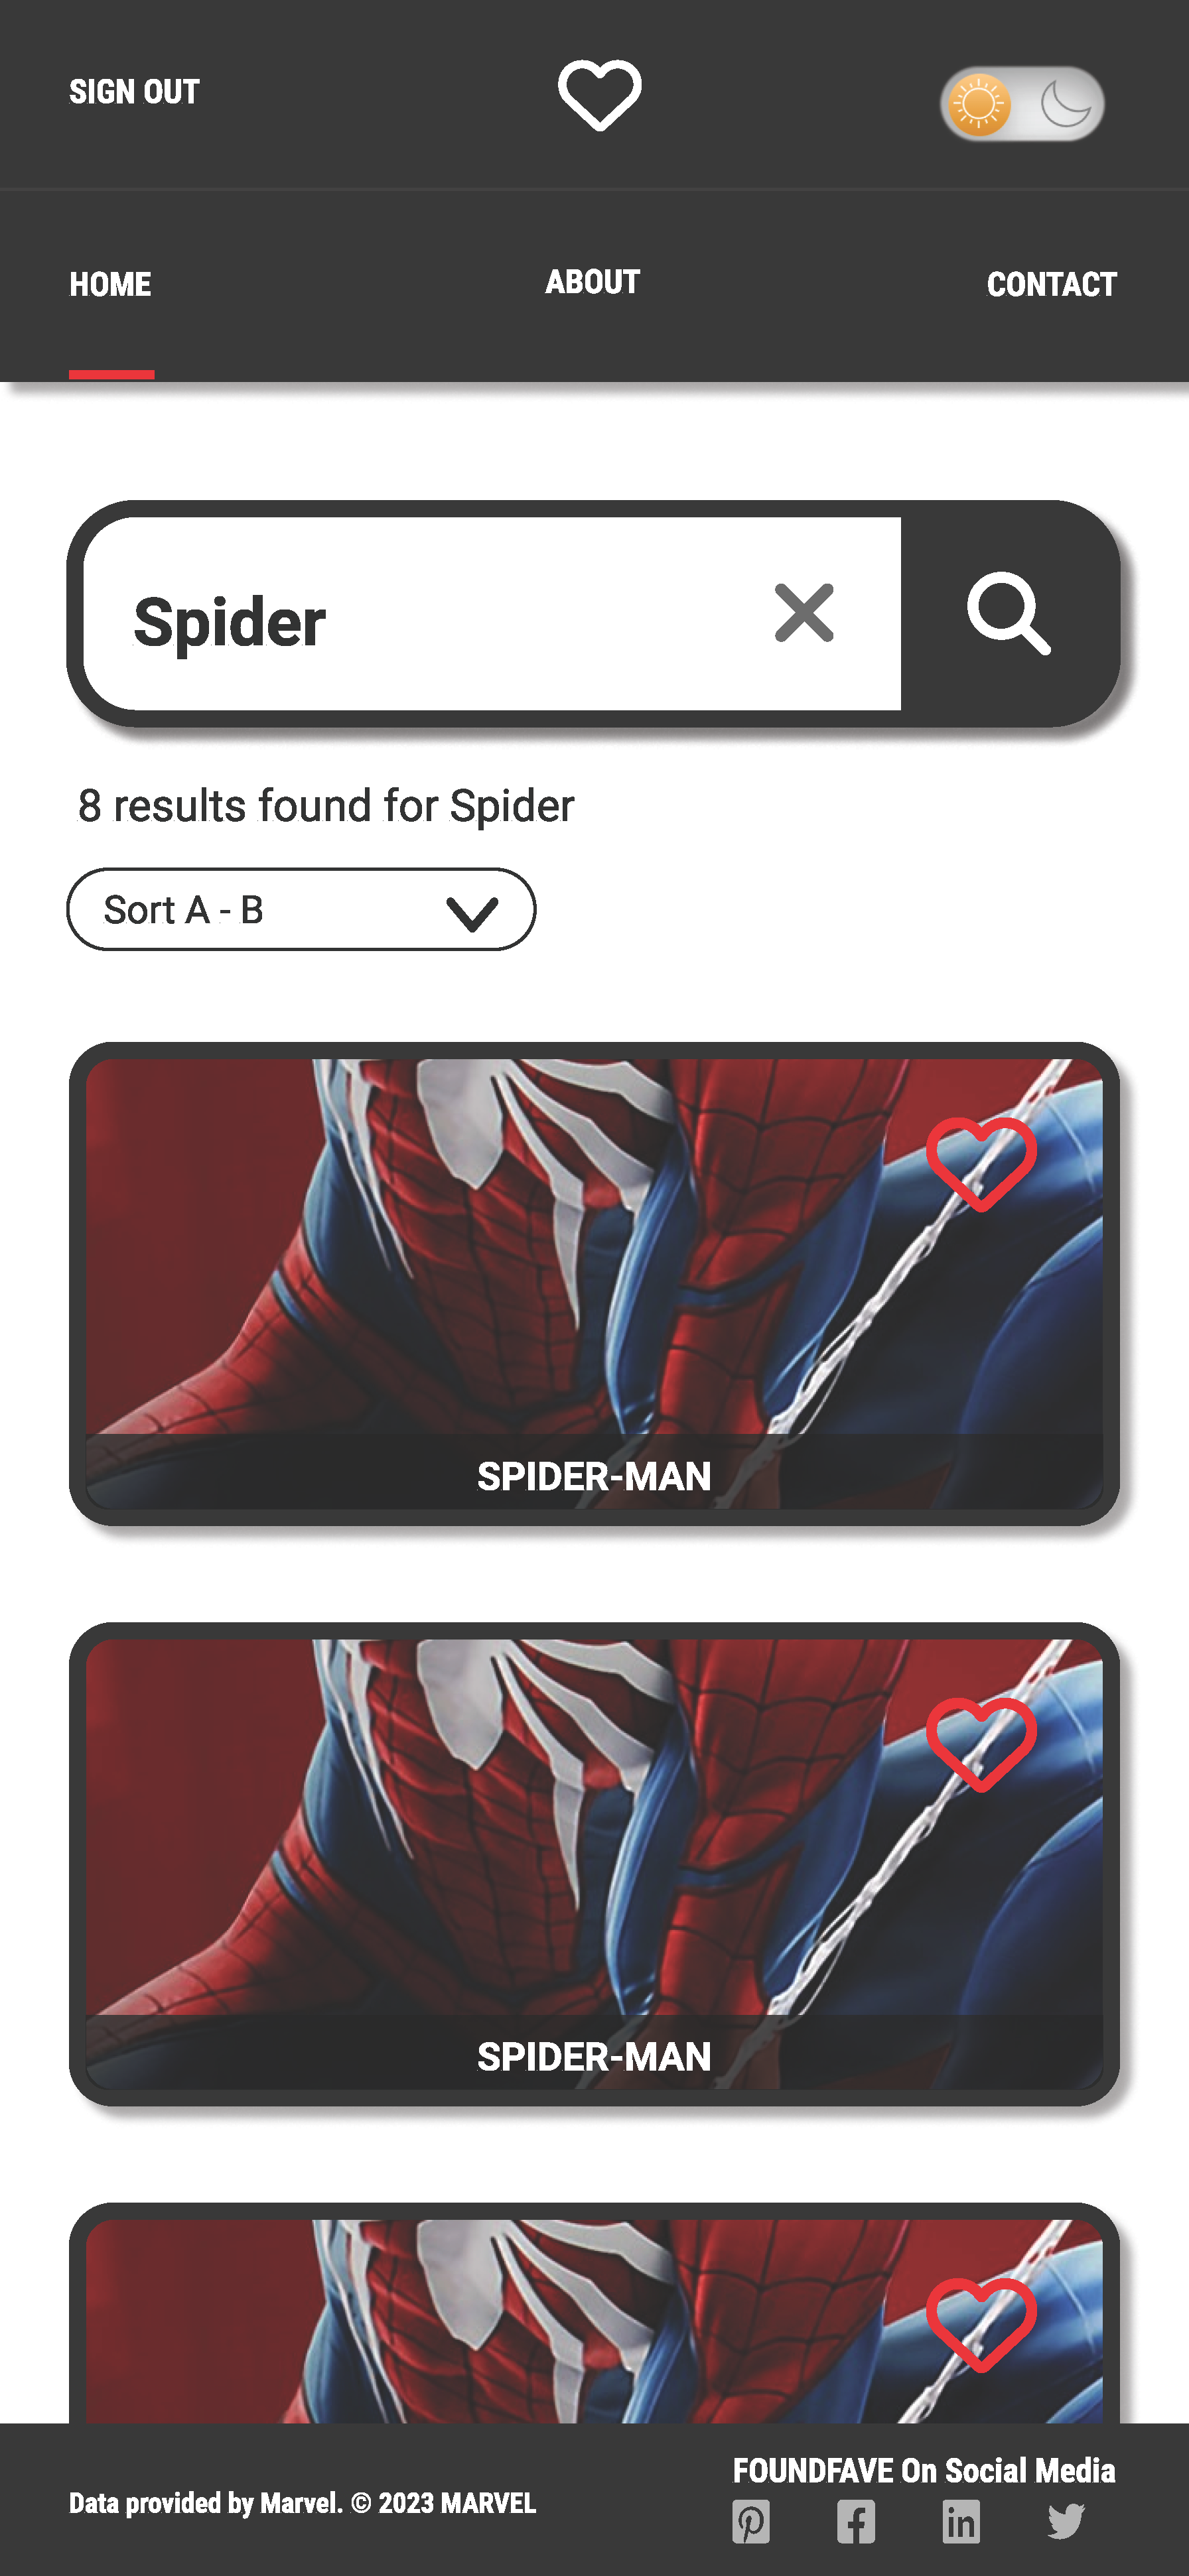 SIGN OUT
HOME
ABOUT
CONTACT
Spider
8 results found for Spider
Sort A - B
SPIDER-MAN
SPIDER-MAN
FOUNDFAVE On Social Media
Data provided by Marvel. © 2023 MARVEL